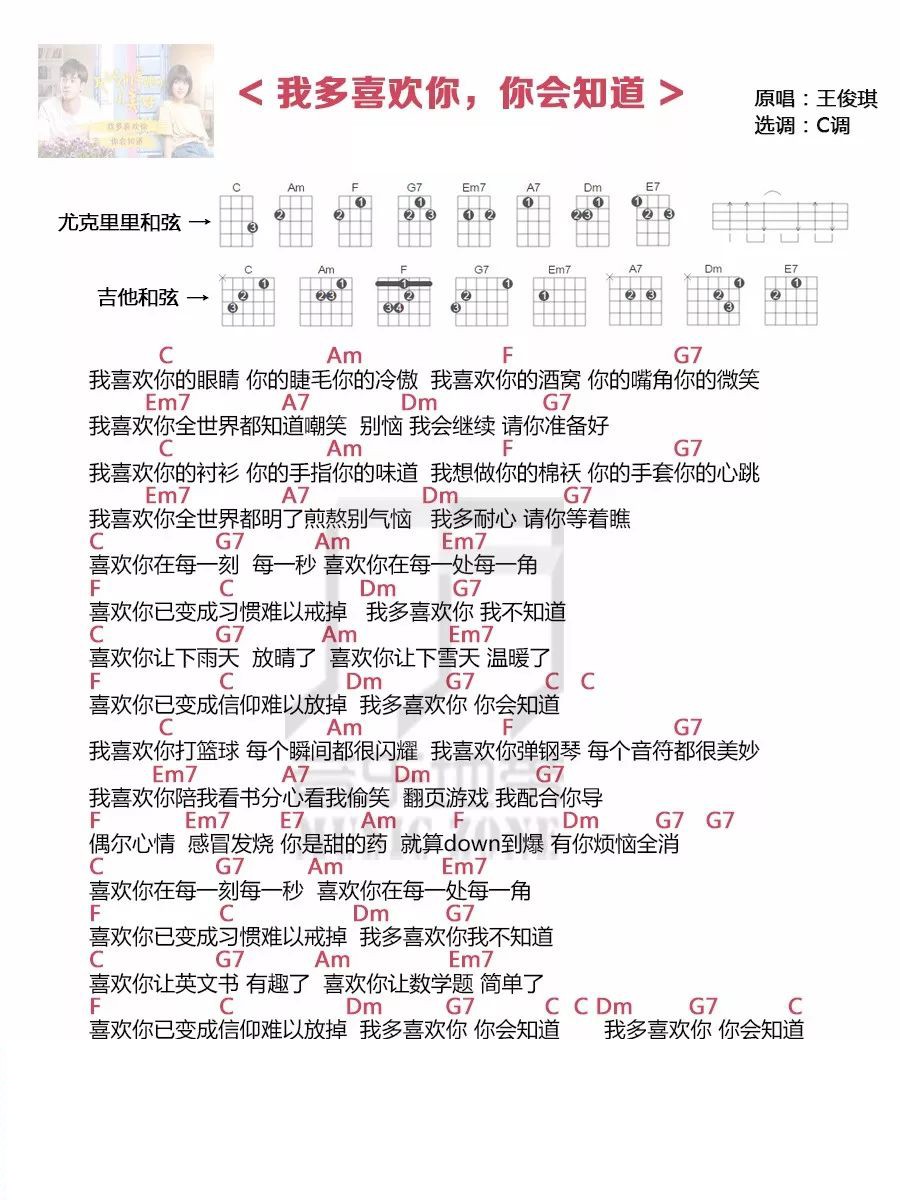 < 我多喜欢你，你会知道 >
我多喜欢你
你会知道
原唱：王俊琪
选调：C调
C Am F G7 Em7 A7 Dm E7
尤克里里和弦 →
C Am F G7 Em7 A7 Dm E7
吉他和弦 →
C Am F G7
我喜欢你的眼睛 你的睫毛你的冷傲 我喜欢你的酒窝 你的嘴角你的微笑
Em7 A7 Dm G7
我喜欢你全世界都知道嘲笑 别恼 我会继续 请你准备好
C Am F G7
我喜欢你的衬衫 你的手指你的味道 我想做你的棉袄 你的手套你的心跳
Em7 A7 Dm G7
我喜欢你全世界都明了煎熬别气恼 我多耐心 请你等着瞧
C G7 Am Em7
喜欢你在每一刻 每一秒 喜欢你在每一处每一角
F C Dm G7
喜欢你已变成习惯难以戒掉 我多喜欢你 我不知道
C G7 Am Em7
喜欢你让下雨天 放晴了 喜欢你让下雪天 温暖了
F C Dm G7 C C
喜欢你已变成信仰难以放掉 我多喜欢你 你会知道
C Am F G7
我喜欢你打篮球 每个瞬间都很闪耀 我喜欢你弹钢琴 每个音符都很美妙
Em7 A7 Dm G7
我喜欢你陪我看书分心看我偷笑 翻页游戏 我配合你导
F Em7 E7 Am F Dm G7 G7
偶尔心情 感冒发烧 你是甜的药 就算down到爆 有你烦恼全消
C G7 Am Em7
喜欢你在每一刻每一秒 喜欢你在每一处每一角
F C Dm G7
喜欢你已变成习惯难以戒掉 我多喜欢你我不知道
C G7 Am Em7
喜欢你让英文书 有趣了 喜欢你让数学题 简单了
F C Dm G7 C C Dm G7 C
喜欢你已变成信仰难以放掉 我多喜欢你 你会知道 我多喜欢你 你会知道
MUSIC ZONE